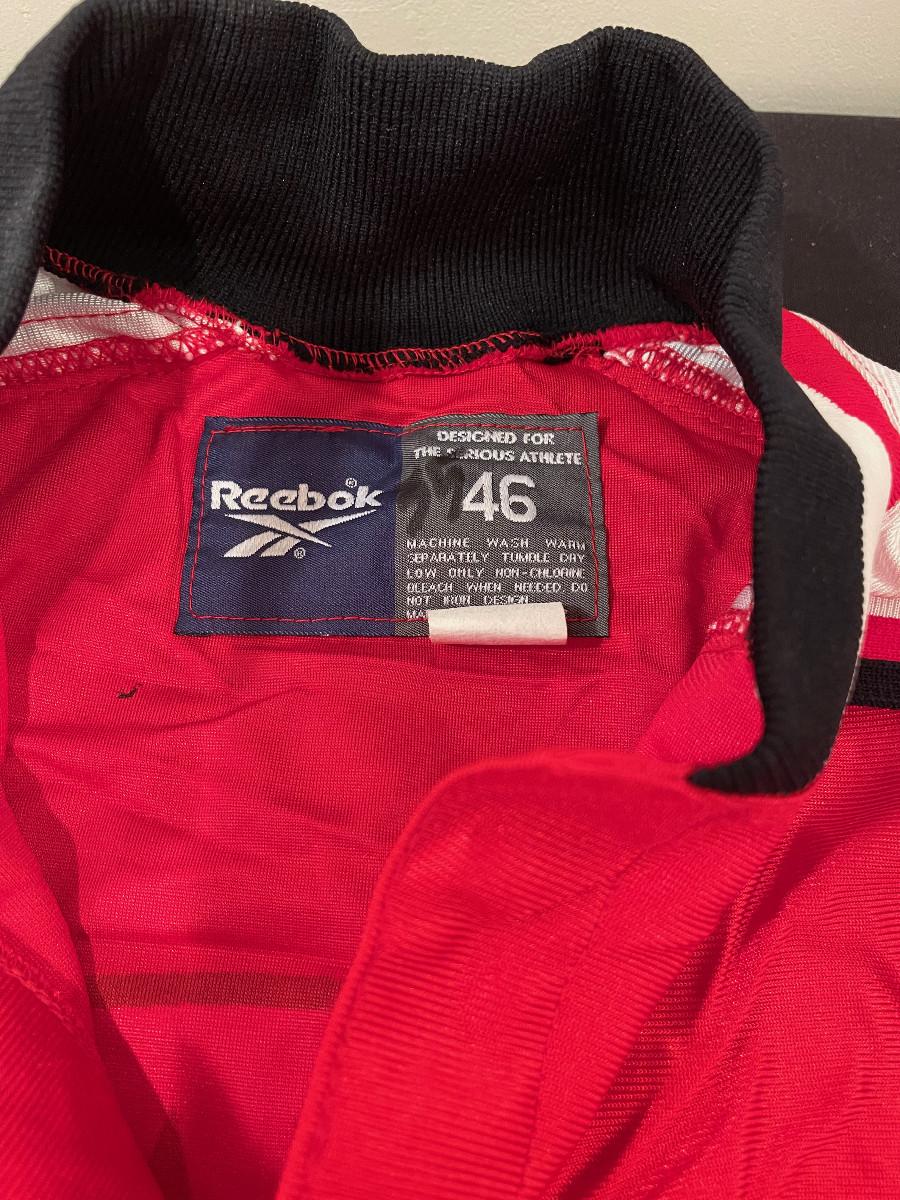 Reebok®
®
DESIGNED FOR
THE SERIOUS ATHLETE
46
MACHINE WASH WARM
SEPARATELY TUMBLE DRY
LOW ONLY NON-CHLORINE
BLEACH WHEN NEEDED. DO
NOT IRON DESIGN
MA